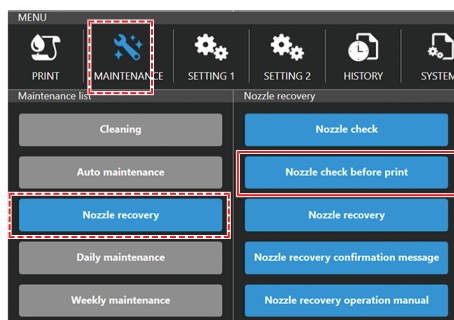 MENU
PRINT
MAINTENANCE
SETTING 1
SETTING 2
HISTORY
SYSTEM
Maintenance list
Nozzle recovery
Cleaning
Nozzle check
Auto maintenance
Nozzle check before print
Nozzle recovery
Nozzle recovery
Daily maintenance
Nozzle recovery confirmation message
Weekly maintenance
Nozzle recovery operation manual